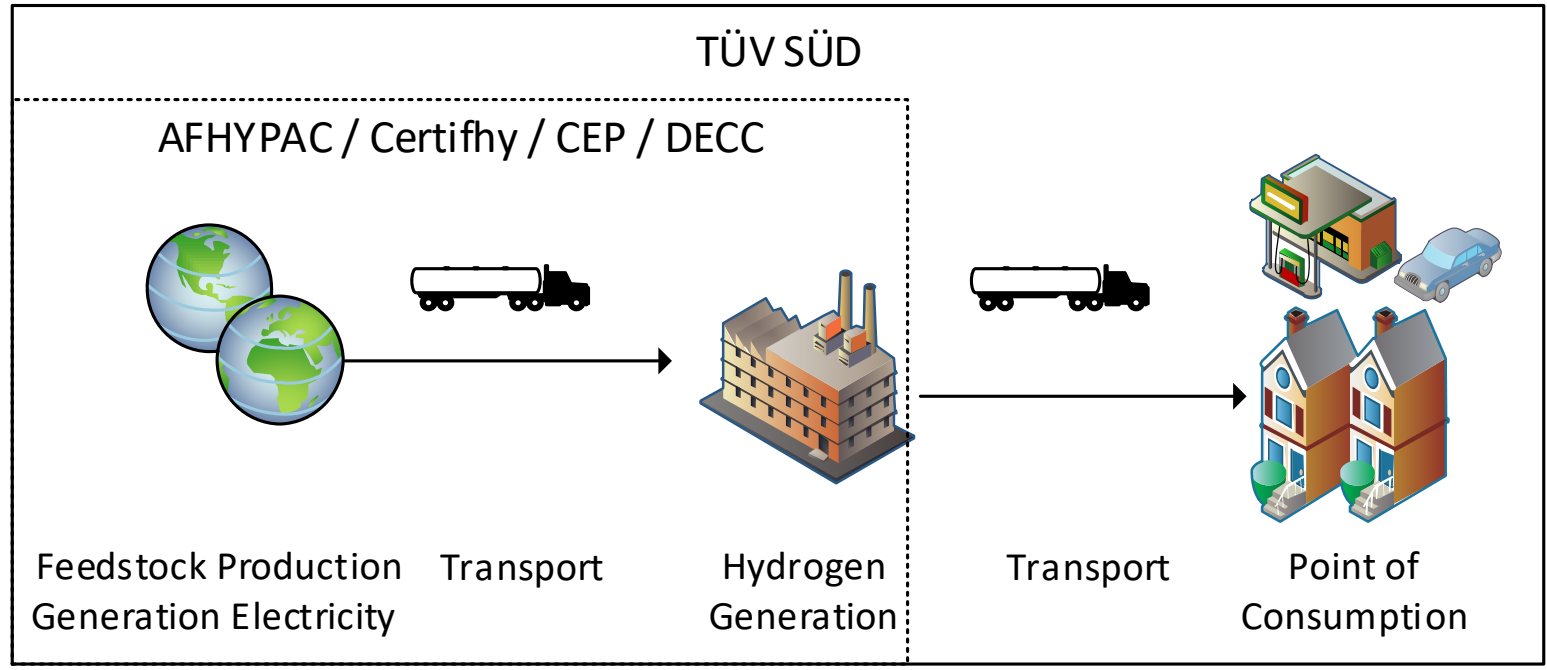 TÜV SÜD
AFHYPAC / Certifhy / CEP / DECC
Feedstock Production
Generation Electricity
Transport
Hydrogen
Generation
Transport
Point of
Consumption